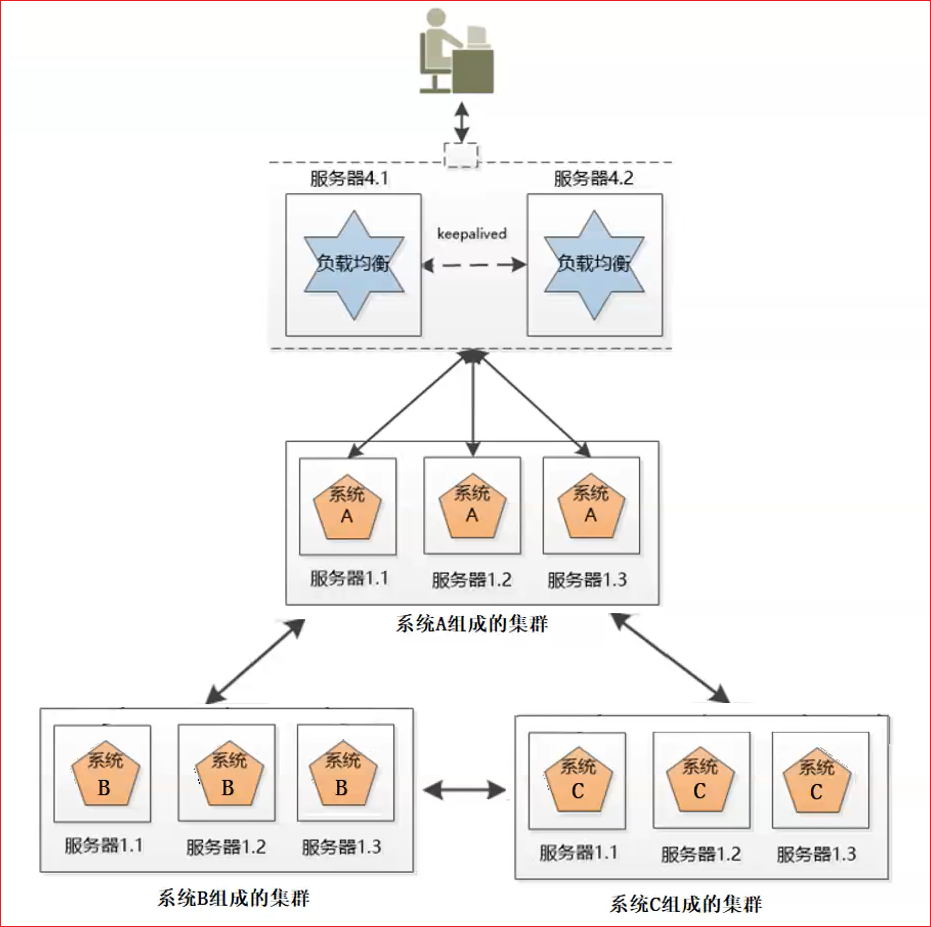 服务器4.1
服务器4.2
keepalived
负载均衡
负载均衡
系统
A
系统
A
系统
A
服务器1.1
服务器1.2
服务器1.3
系统A组成的集群
系统
B
系统
B
系统
B
服务器1.1
服务器1.2
服务器1.3
系统B组成的集群
系统
C
系统
C
系统
C
服务器1.1
服务器1.2
服务器1.3
系统C组成的集群